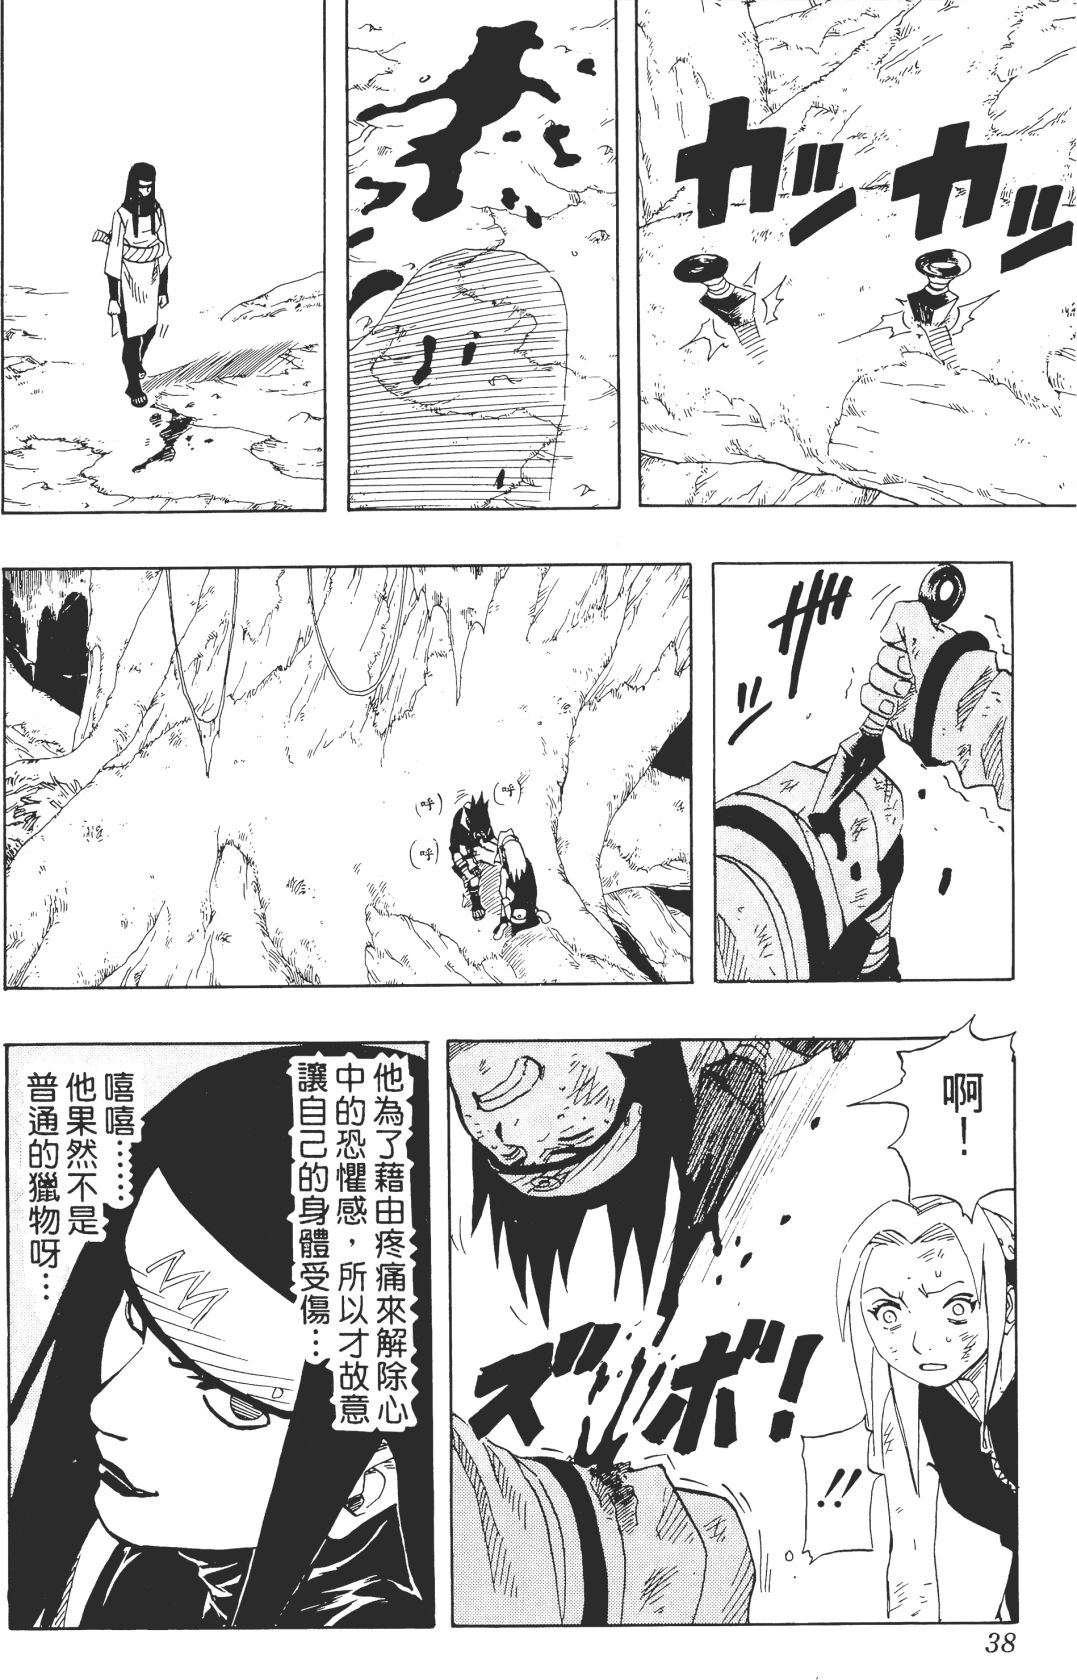 カッ
カッ
グッ
(呼)
(呼)
(呼)
啊！
!!
ズボ！
他為了藉由疼痛來解除心
中的恐懼感，所以才故意
讓自己的身體受傷…
嘻嘻……
他果然不是
普通的獵物呀…
38